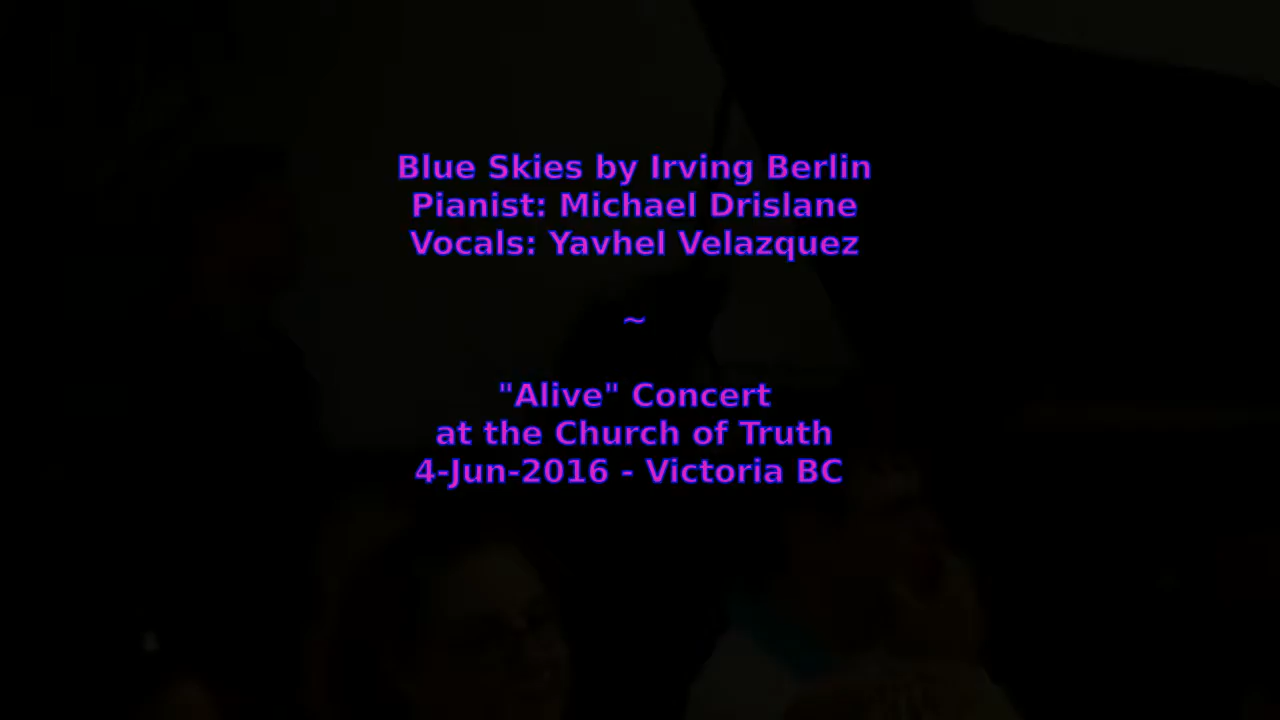 Blue Skies by Irving Berlin
Pianist: Michael Drislane
Vocals: Yavhel Velazquez
~
"Alive" Concert
at the Church of Truth
4-Jun-2016 - Victoria BC